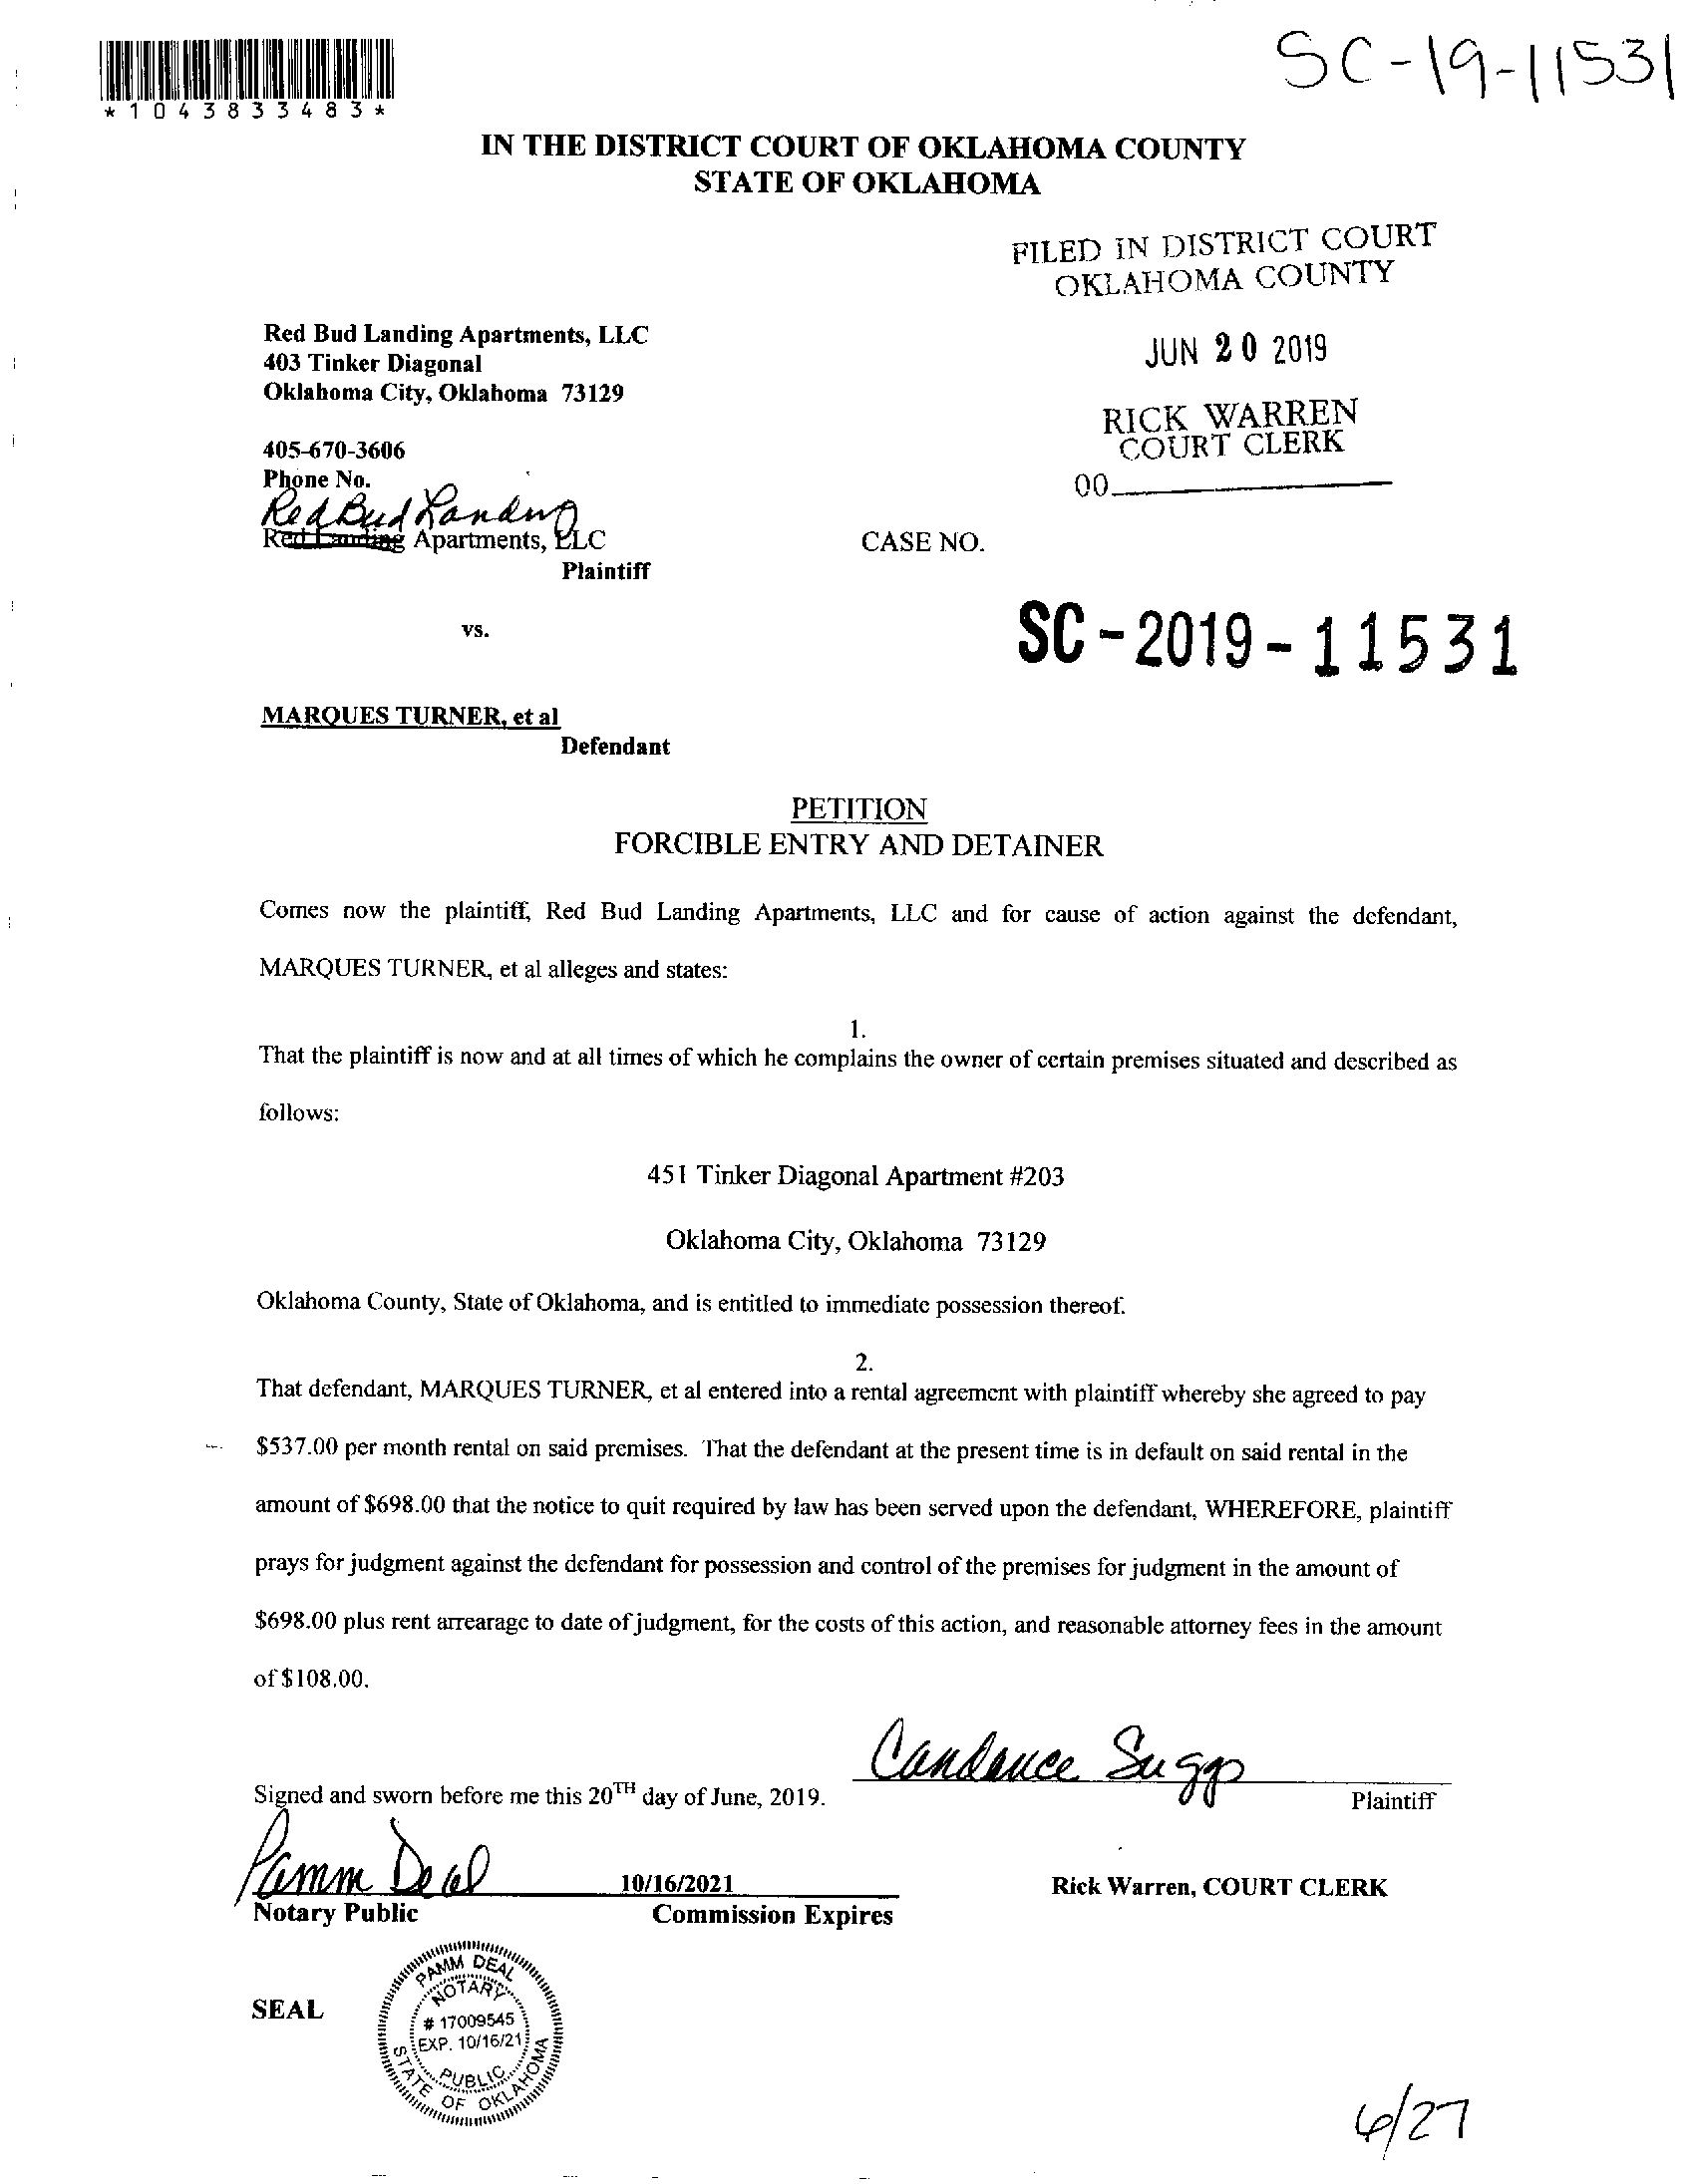 SC-19-11531
*1043833483*
IN THE DISTRICT COURT OF OKLAHOMA COUNTY
STATE OF OKLAHOMA
FILED IN DISTRICT COURT
OKLAHOMA COUNTY
JUN 20 2019
RICK WARREN
COURT CLERK
00
Red Bud Landing Apartments, LLC
403 Tinker Diagonal
Oklahoma City, Oklahoma 73129
405-670-3606
Phone No.
Red Bud Landing
Red Landing Apartments, LLC
Plaintiff
CASE NO.
vs.
SC-2019-11531
MARQUES TURNER, et al
Defendant
PETITION
FORCIBLE ENTRY AND DETAINER
Comes now the plaintiff, Red Bud Landing Apartments, LLC and for cause of action against the defendant,
MARQUES TURNER, et al alleges and states:
1.
That the plaintiff is now and at all times of which he complains the owner of certain premises situated and described as
follows:
451 Tinker Diagonal Apartment #203
Oklahoma City, Oklahoma 73129
Oklahoma County, State of Oklahoma, and is entitled to immediate possession thereof.
2.
That defendant, MARQUES TURNER, et al entered into a rental agreement with plaintiff whereby she agreed to pay
$537.00 per month rental on said premises. That the defendant at the present time is in default on said rental in the
amount of $698.00 that the notice to quit required by law has been served upon the defendant, WHEREFORE, plaintiff
prays for judgment against the defendant for possession and control of the premises for judgment in the amount of
$698.00 plus rent arrearage to date of judgment, for the costs of this action, and reasonable attorney fees in the amount
of $108.00.
Candance Suggs
Signed and sworn before me this 20TH day of June, 2019.
Plaintiff
Pamm Deal
10/16/2021
Notary Public
Commission Expires
Rick Warren, COURT CLERK
SEAL
PAMM DEAL
NOTARY
# 17009545
EXP. 10/16/21
PUBLIC
STATE OF OKLAHOMA
6/27